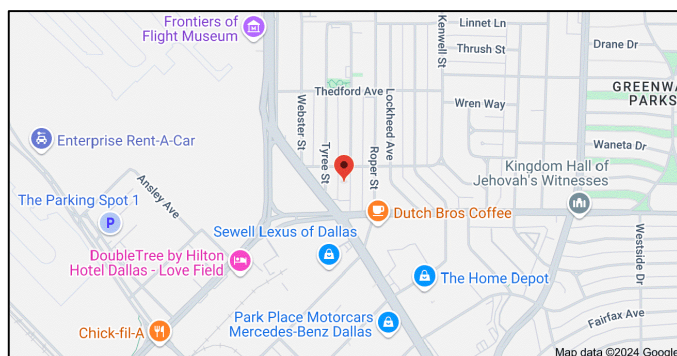 Frontiers of
Flight Museum
Linnet Ln
Kenwell St
Thrush St
Drane Dr
Thedford Ave
Webster St
Lockheed Ave
Wren Way
GREENWA
PARKS
Enterprise Rent-A-Car
Tyree St
Roper St
Waneta Dr
Kingdom Hall of
Jehovah's Witnesses
The Parking Spot 1
P
Ansley Ave
Dutch Bros Coffee
Sewell Lexus of Dallas
DoubleTree by Hilton
Hotel Dallas - Love Field
Westside Dr
The Home Depot
Park Place Motorcars
Mercedes-Benz Dallas
Fairfax Ave
Chick-fil-A
Map data ©2024 Google